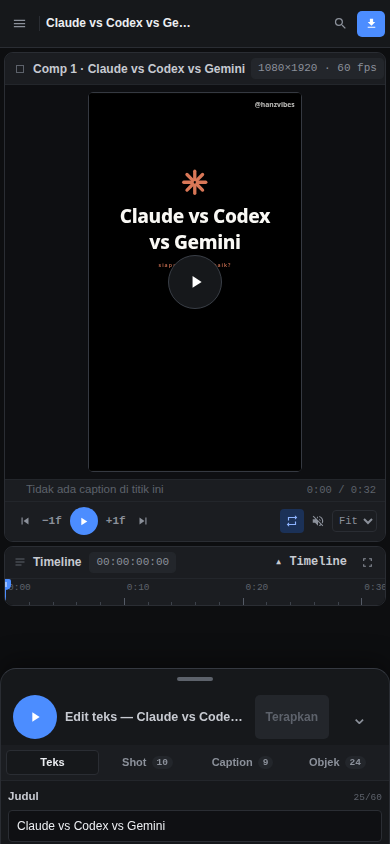 Claude vs Codex vs Ge…
Comp 1 · Claude vs Codex vs Gemini
1080×1920 · 60 fps
@hanzvibes
Claude vs Codex
vs Gemini
Tidak ada caption di titik ini
0:00 / 0:32
−1f
+1f
Fit
Timeline
00:00:00:00
▲ Timeline
0:00
0:10
0:20
0:30
Edit teks — Claude vs Code…
Terapkan
Teks
Shot 10
Caption 9
Objek 24
Judul
25/60
Claude vs Codex vs Gemini